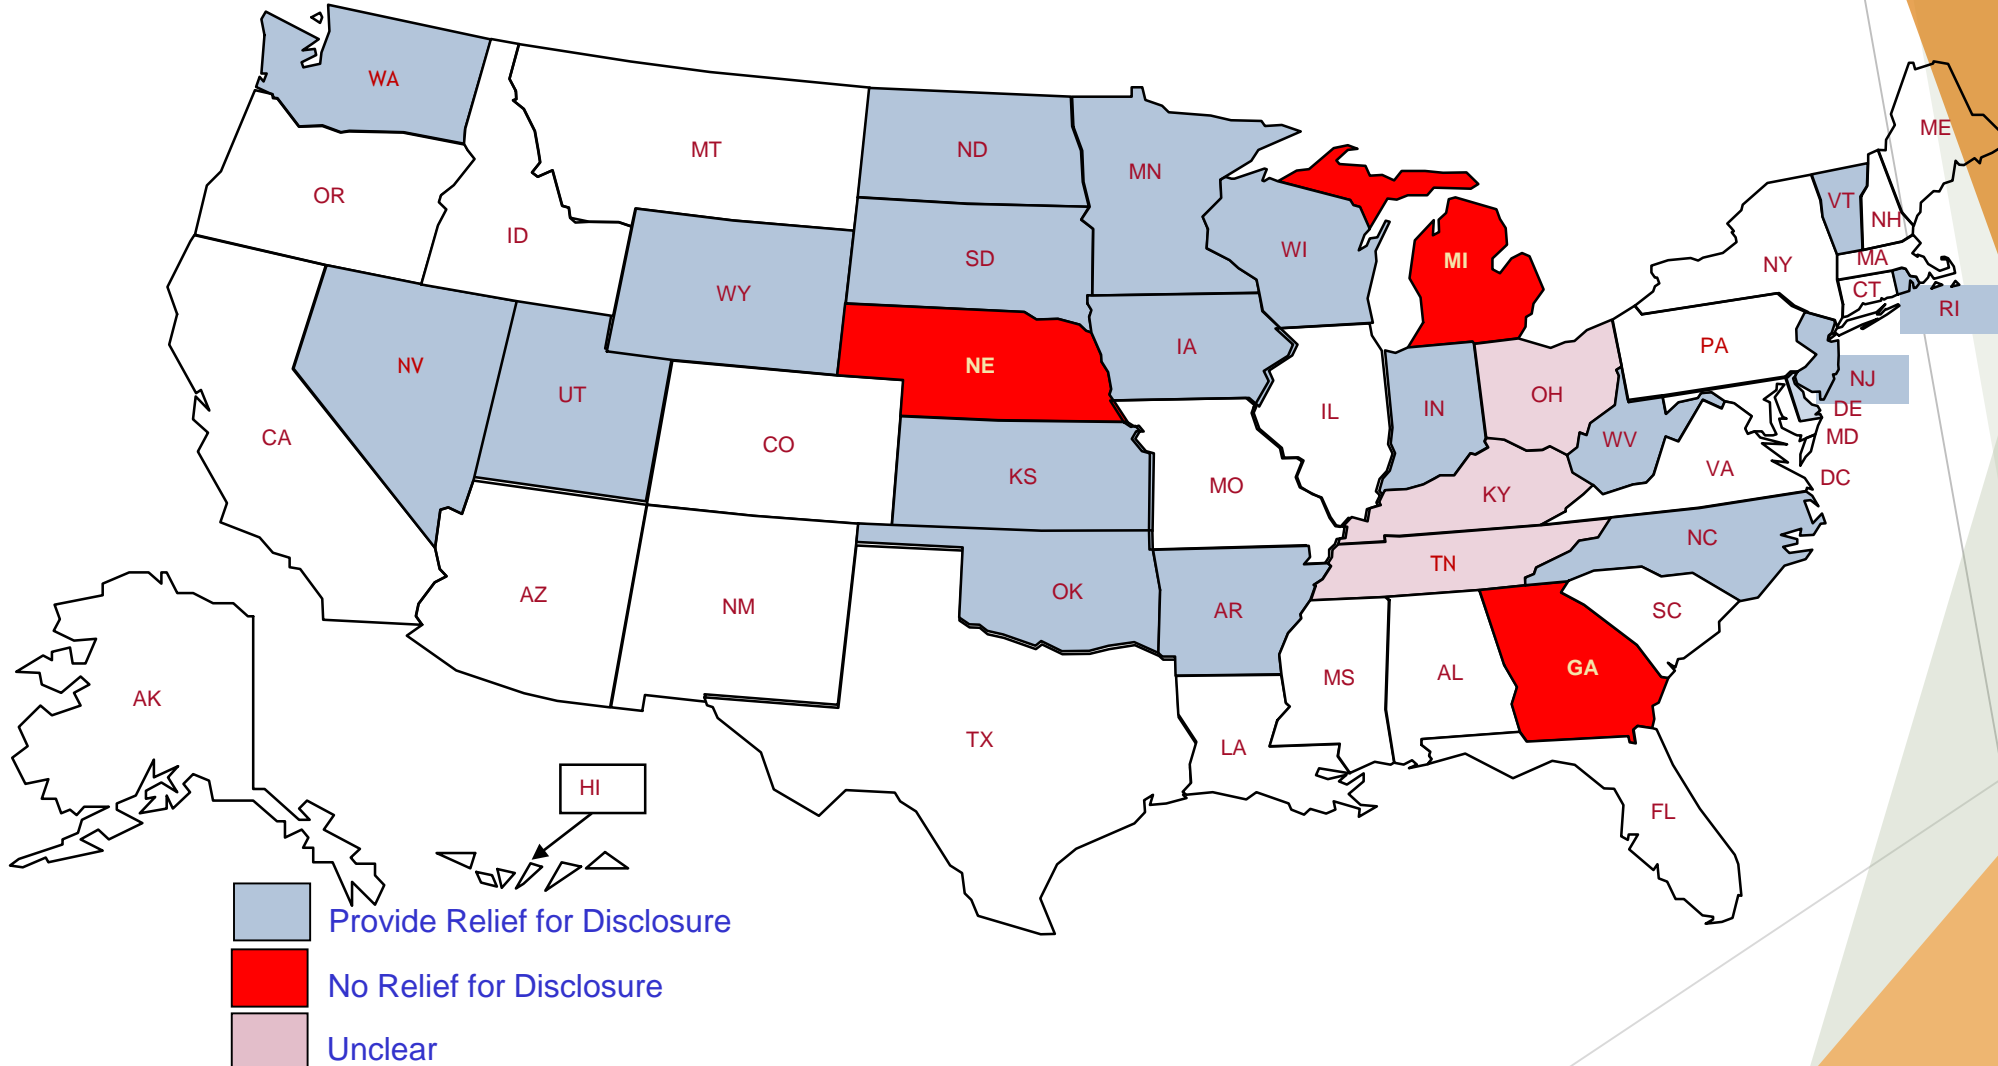 WA
MT
ND
MN
ME
OR
ID
SD
WI
MI
VT
NH
NY
MA
CT
RI
WY
NV
UT
NE
IA
PA
NJ
CA
CO
KS
MO
IL
IN
OH
WV
VA
DE
MD
DC
KY
NC
AZ
NM
OK
AR
TN
SC
AK
TX
LA
MS
AL
GA
FL
HI
Provide Relief for Disclosure
No Relief for Disclosure
Unclear